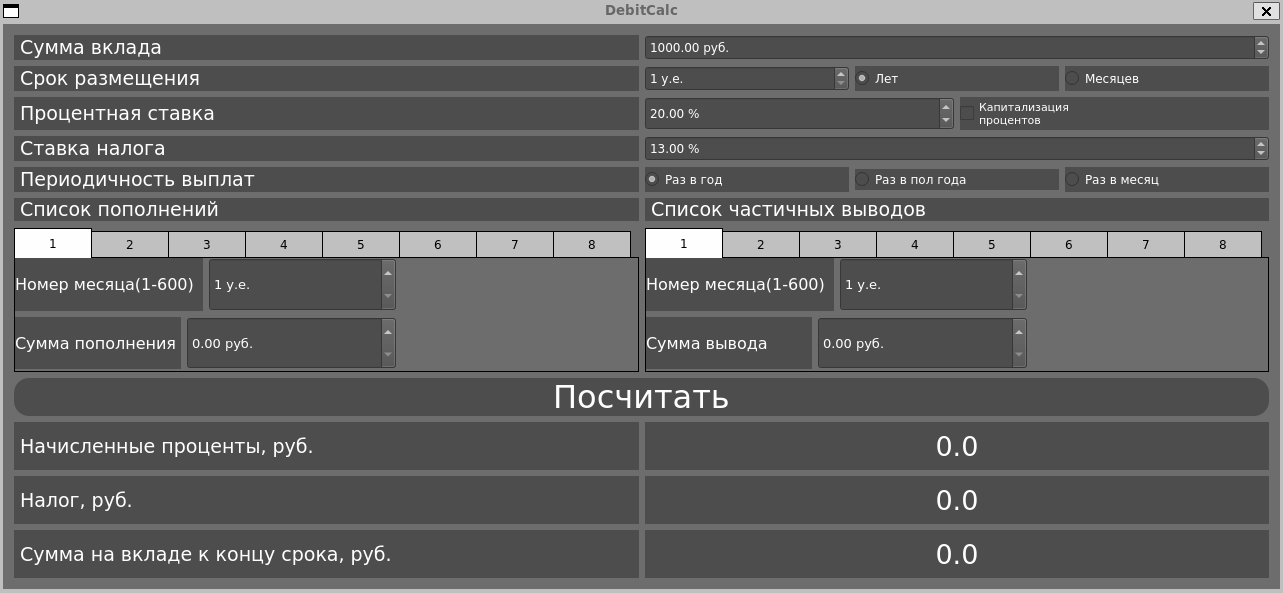 DebitCalc
Сумма вклада 1000.00 руб.
Срок размещения 1 у.е. Лет Месяцев
Процентная ставка 20.00 % Капитализация
процентов
Ставка налога 13.00 %
Периодичность выплат Раз в год Раз в пол года Раз в месяц
Список пополнений Список частичных выводов
1 2 3 4 5 6 7 8 1 2 3 4 5 6 7 8
Номер месяца(1-600) 1 у.е. Номер месяца(1-600) 1 у.е.
Сумма пополнения 0.00 руб. Сумма вывода 0.00 руб.
Посчитать
Начисленные проценты, руб. 0.0
Налог, руб. 0.0
Сумма на вкладе к концу срока, руб. 0.0